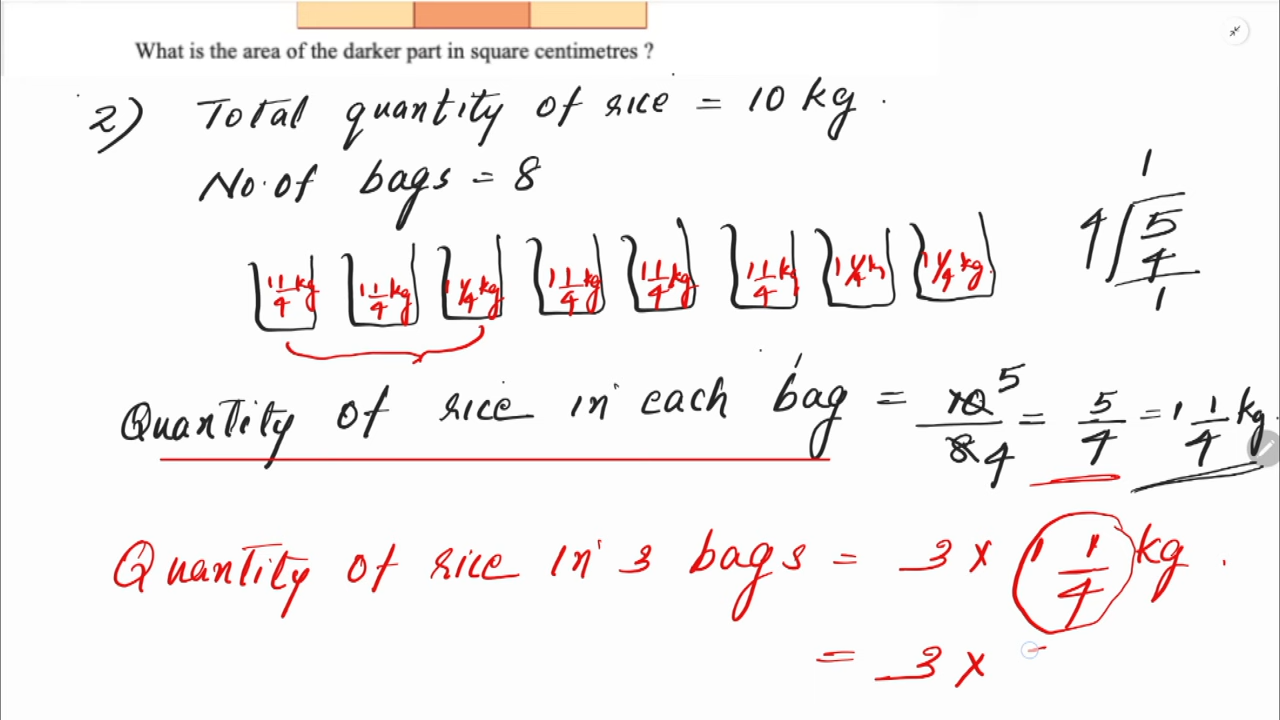 What is the area of the darker part in square centimetres ?
2) Total quantity of rice = 10 kg.
No. of bags = 8
1 1/4 kg 1 1/4 kg 1 1/4 kg 1 1/4 kg 1 1/4 kg 1 1/4 kg 1 1/4 k 1 1/4 kg
1
4 5
4
1
Quantity of rice in each bag = 10 5 / 8 4 = 5/4 = 1 1/4 kg.
Quantity of rice in 3 bags = 3 × 1 1/4 kg.
= 3 ×